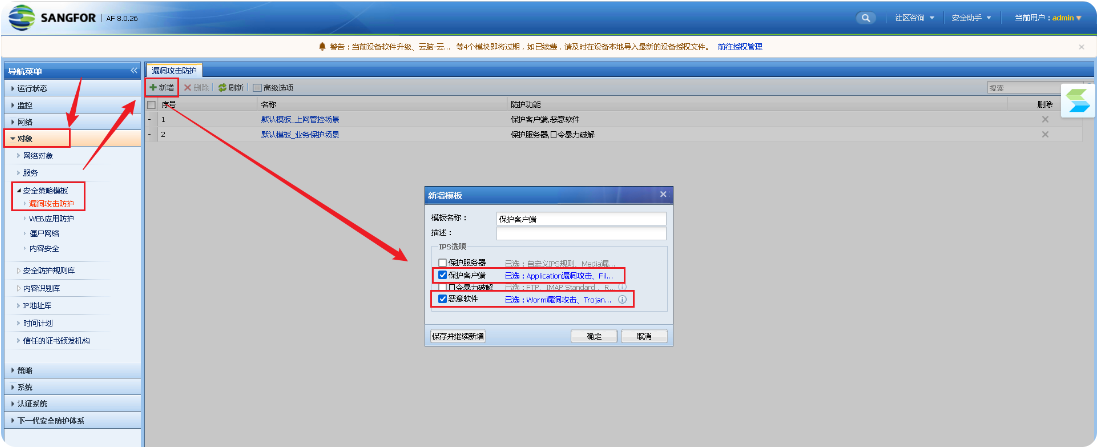 SANGFOR | AF 8.0.26
社区咨询 安全助手 当前用户：admin
警告：当前设备软件升级、云脑-云... 等4个模块即将过期，如已续费，请及时在设备本地导入最新的设备授权文件。 前往授权管理
导航菜单
运行状态
监控
网络
对象
网络对象
服务
安全策略模板
漏洞攻击防护
WEB应用防护
僵尸网络
内容安全
安全防护规则库
内容识别库
IP地址库
时间计划
信任的证书颁发机构
策略
系统
认证系统
下一代安全防护体系
漏洞攻击防护
新增 删除 刷新 高级选项 搜索
序号 名称 防护功能 删除
1 默认模板_上网管控场景 保护客户端,恶意软件
2 默认模板_业务保护场景 保护服务器,口令暴力破解
新增模板
模板名称： 保护客户端
描述：
IPS选项
保护服务器 已选：自定义IPS规则、Media漏...
保护客户端 已选：Application漏洞攻击、Fi...
口令暴力破解 已选：FTP、IMAP Standard、R...
恶意软件 已选：Worm漏洞攻击、Trojan...
保存并继续新增 确定 取消